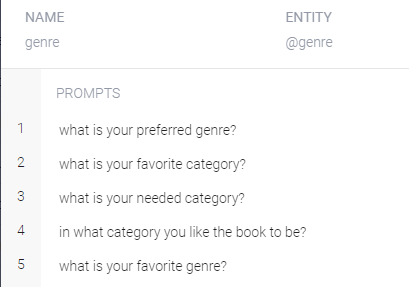 NAME ENTITY
genre @genre
PROMPTS
1 what is your preferred genre?
2 what is your favorite category?
3 what is your needed category?
4 in what category you like the book to be?
5 what is your favorite genre?